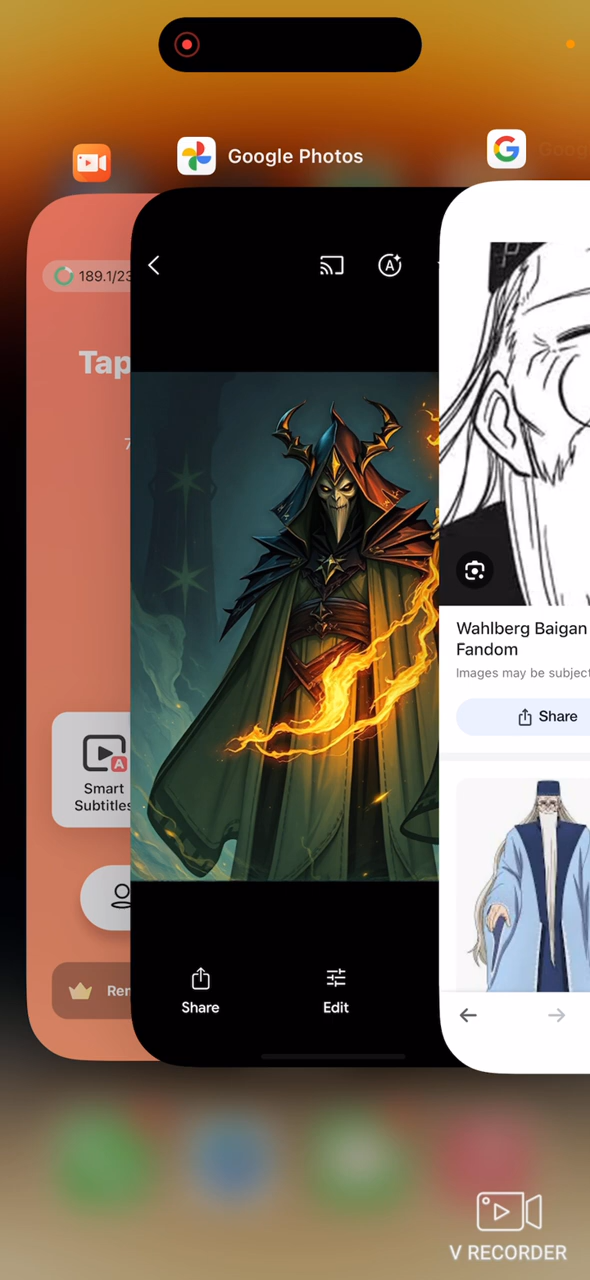 Google Photos
189.1/23
Tap
7
A
Smart
Subtitles
Share
Edit
Wahlberg Baigan
Fandom
Images may be subject
Share
V RECORDER